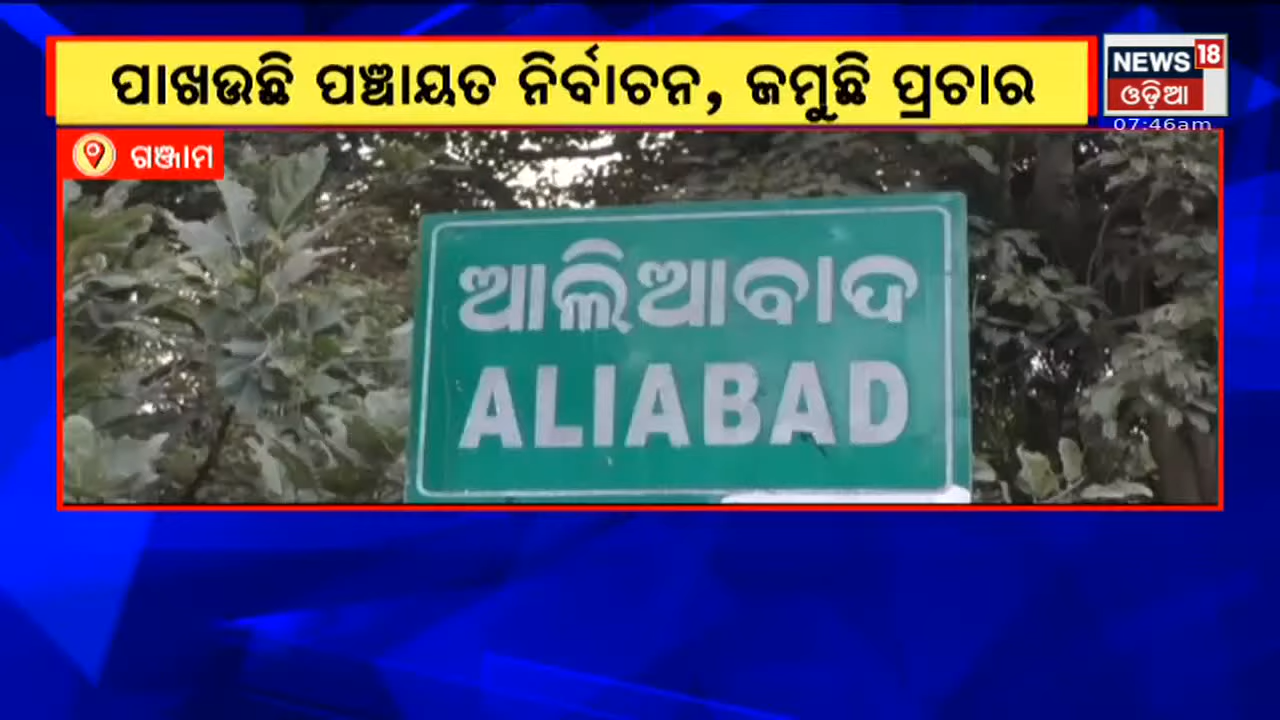 ପାଖଉଛି ପଞ୍ଚାୟତ ନିର୍ବାଚନ, ଜମୁଛି ପ୍ରଚାର
NEWS 18
ଓଡ଼ିଆ
07:46am
ଗଞ୍ଜାମ
ଆଲିଆବାଦ
ALIABAD